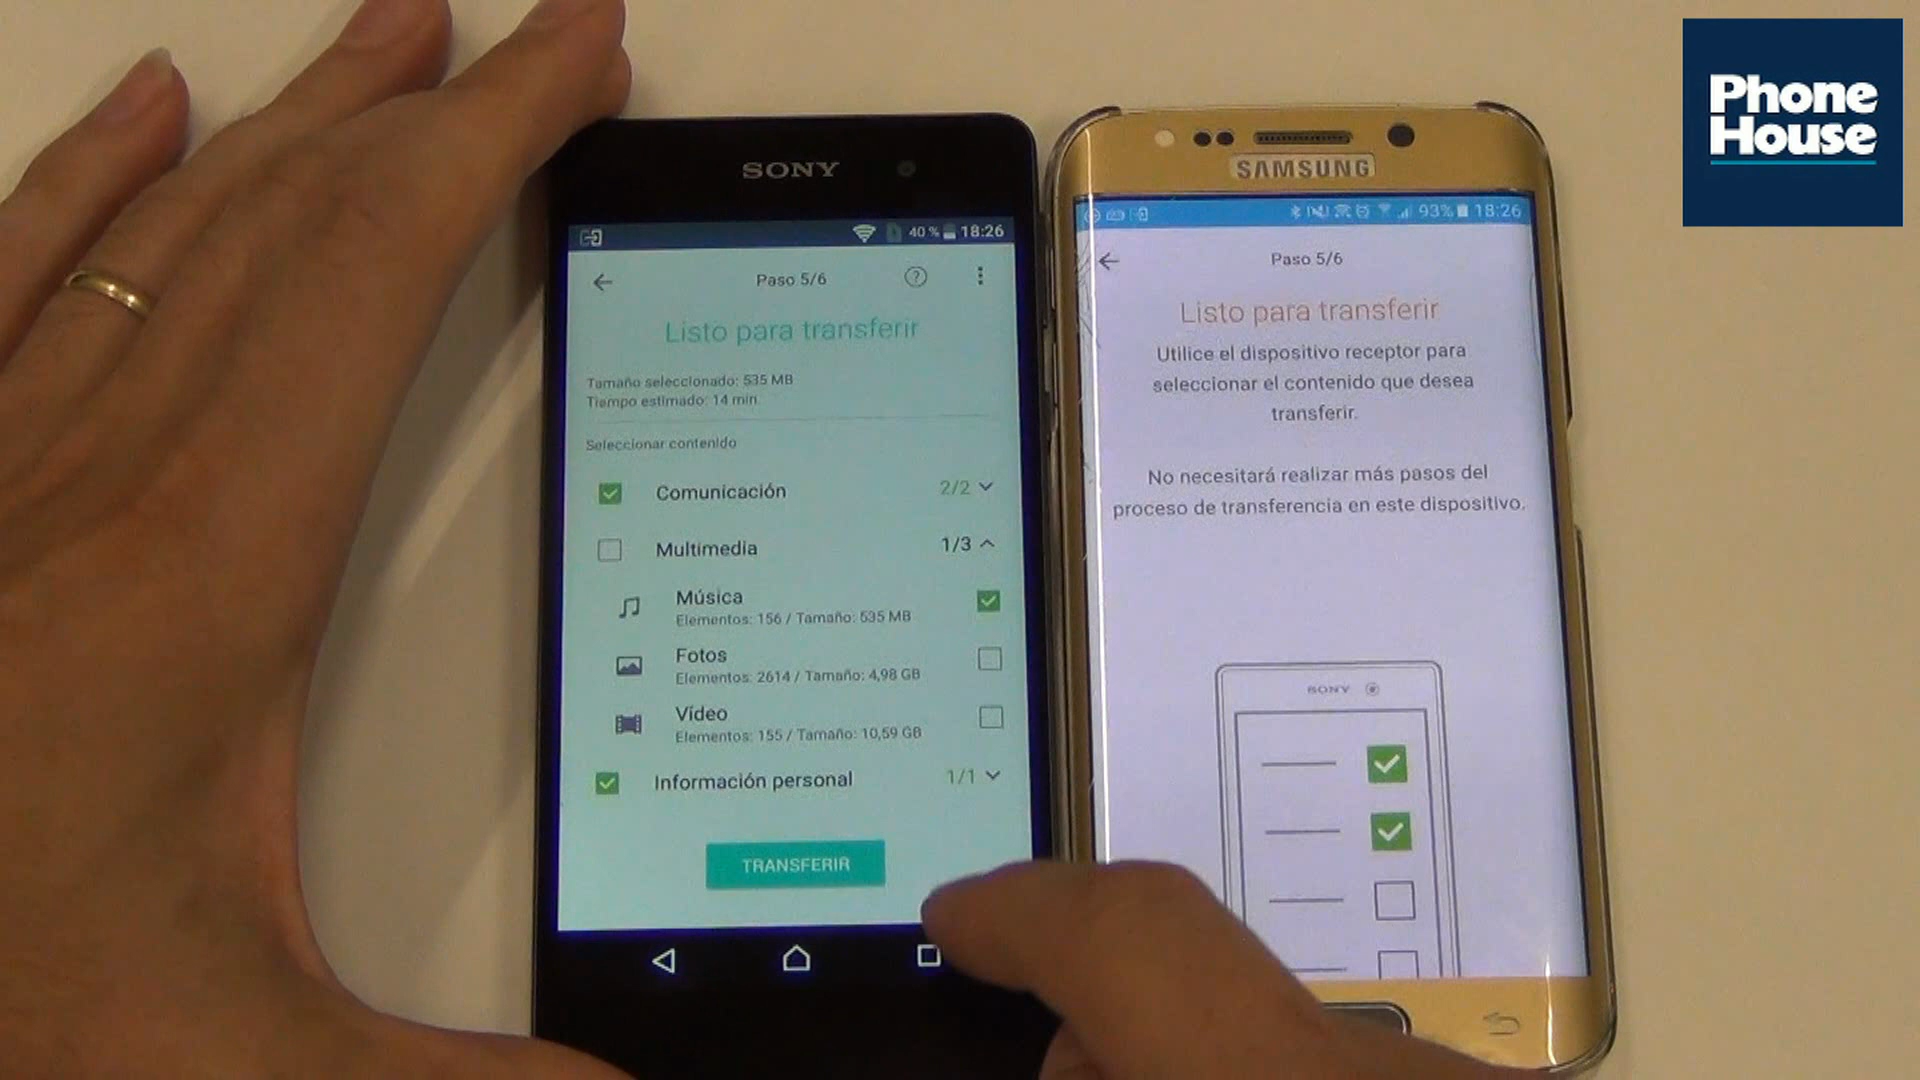 Phone
House
SONY
40 % 18:26
Paso 5/6
Listo para transferir
Tamaño seleccionado: 535 MB
Tiempo estimado: 14 min
Seleccionar contenido
Comunicación 2/2
Multimedia 1/3
Música
Elementos: 156 / Tamaño: 535 MB
Fotos
Elementos: 2614 / Tamaño: 4,98 GB
Vídeo
Elementos: 155 / Tamaño: 10,59 GB
Información personal 1/1
TRANSFERIR
SAMSUNG
93% 18:26
Paso 5/6
Listo para transferir
Utilice el dispositivo receptor para
seleccionar el contenido que desea
transferir.
No necesitará realizar más pasos del
proceso de transferencia en este dispositivo.
SONY